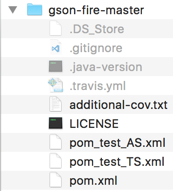 gson-fire-master
.DS_Store
.gitignore
.java-version
.travis.yml
additional-cov.txt
LICENSE
pom_test_AS.xml
pom_test_TS.xml
pom.xml